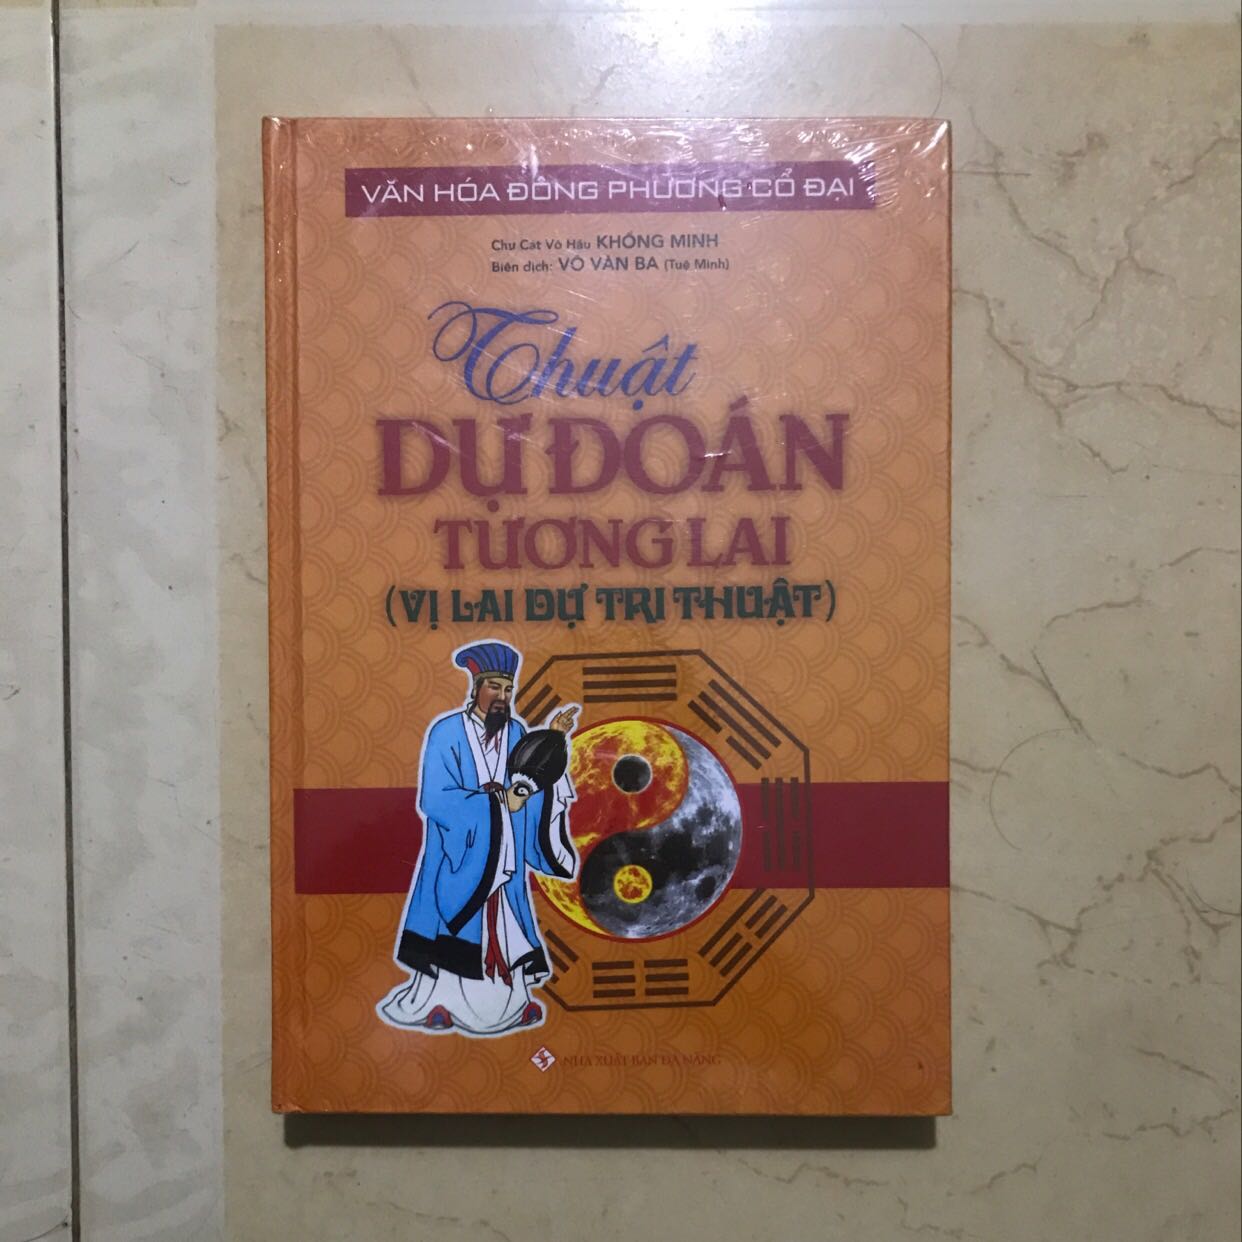 VĂN HÓA ĐÔNG PHƯƠNG CỔ ĐẠI
Chư Cát Võ Hầu KHỔNG MINH
Biên dịch: VÕ VĂN BA (Tuệ Minh)
Thuật
DỰ ĐOÁN
TƯƠNG LAI
(VỊ LAI DỰ TRI THUẬT)
NHÀ XUẤT BẢN ĐÀ NẴNG